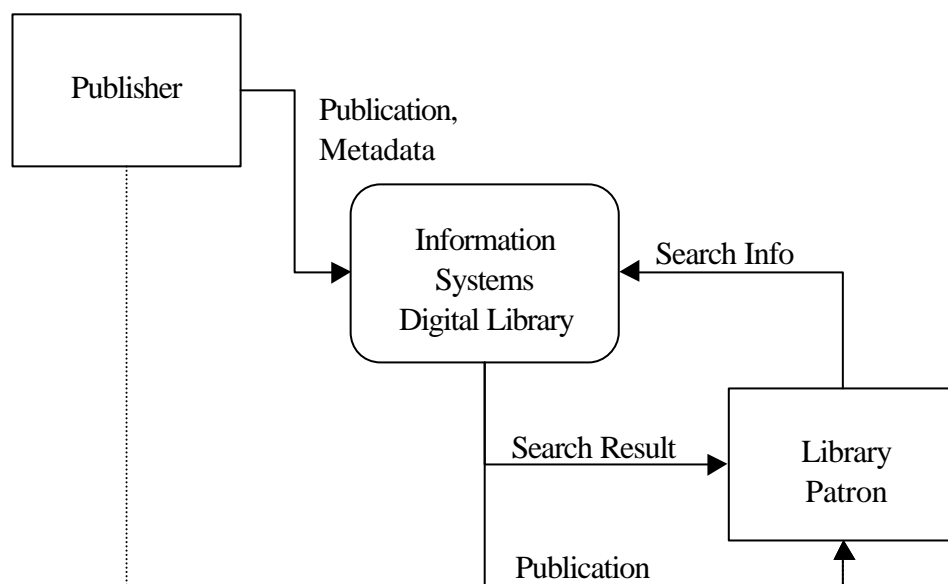 Publisher
Publication,
Metadata
Information
Systems
Digital Library
Search Info
Search Result
Library
Patron
Publication